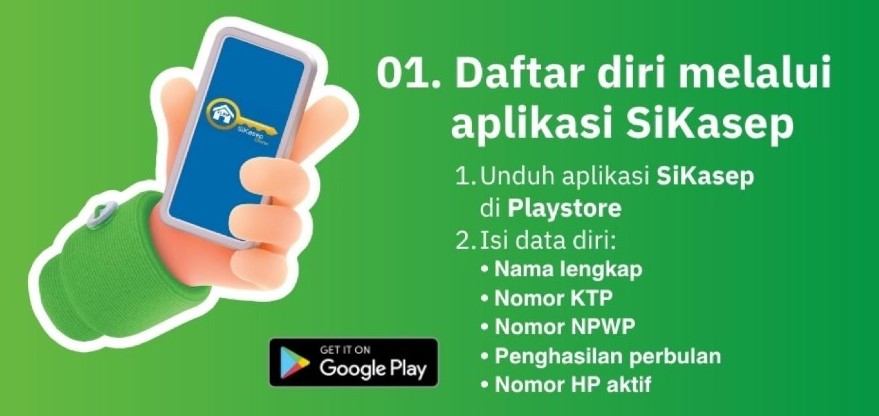 01. Daftar diri melalui
aplikasi SiKasep
1. Unduh aplikasi SiKasep
di Playstore
2. Isi data diri:
• Nama lengkap
• Nomor KTP
• Nomor NPWP
• Penghasilan perbulan
• Nomor HP aktif
SiKasep
GET IT ON
Google Play